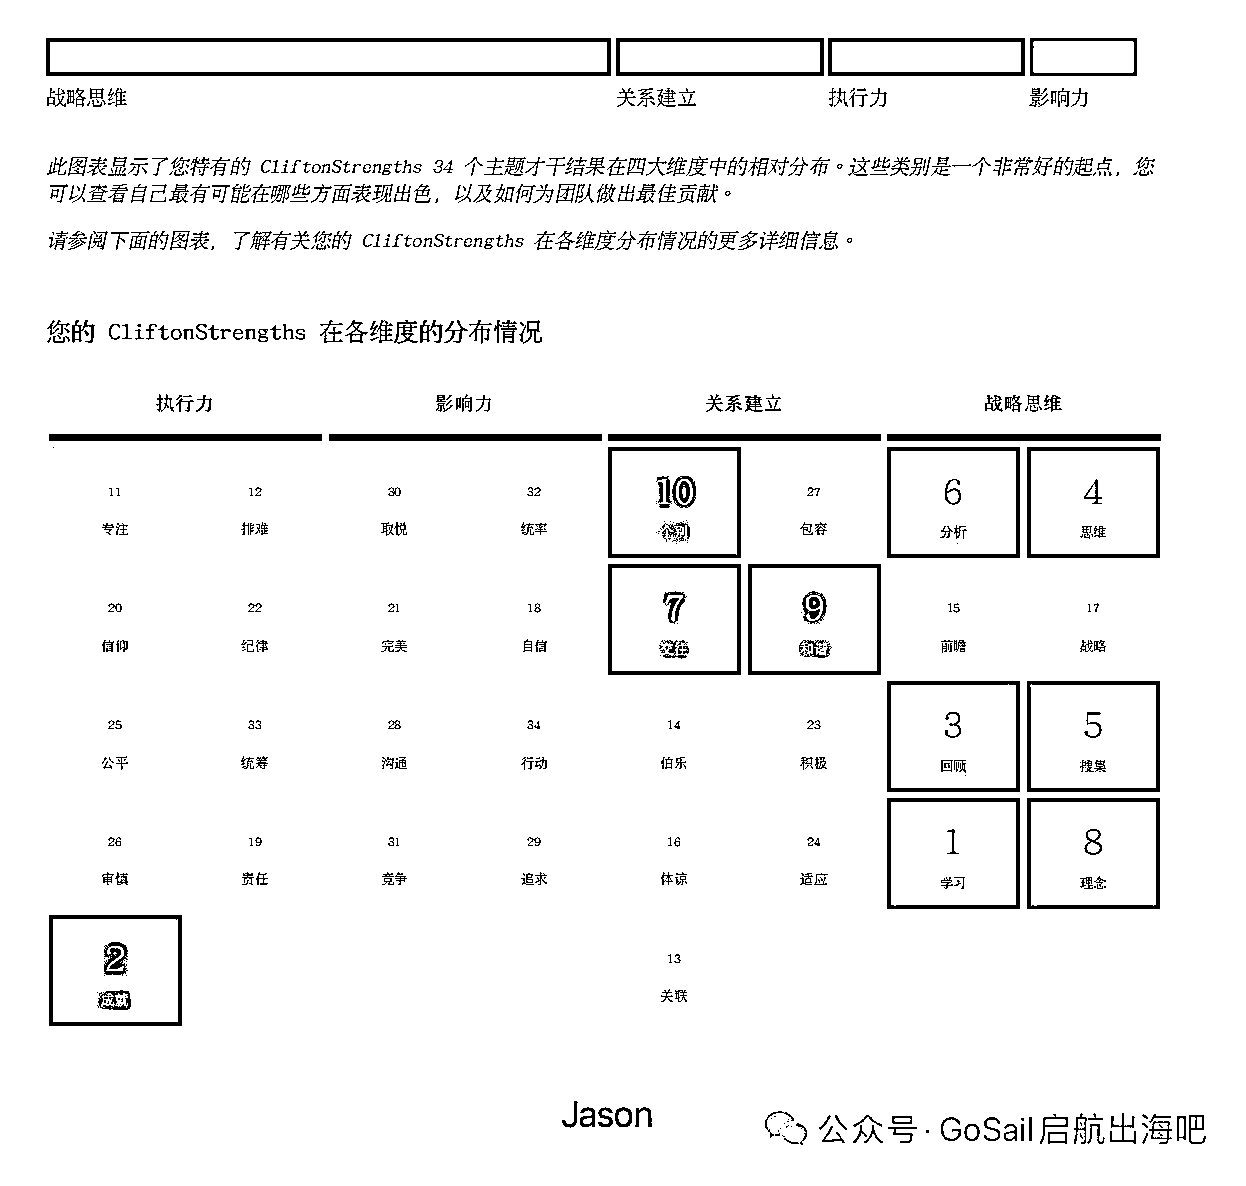 战略思维 关系建立 执行力 影响力
此图表显示了您特有的 CliftonStrengths 34 个主题才干结果在四大维度中的相对分布。这些类别是一个非常好的起点，您
可以查看自己最有可能在哪些方面表现出色，以及如何为团队做出最佳贡献。
请参阅下面的图表，了解有关您的 CliftonStrengths 在各维度分布情况的更多详细信息。
您的 CliftonStrengths 在各维度的分布情况
执行力 影响力 关系建立 战略思维
11 12 30 32 10 27 6 4
专注 排难 取悦 统率 个别 包容 分析 思维
20 22 21 18 7 9 15 17
信仰 纪律 完美 自信 交往 和谐 前瞻 战略
25 33 28 34 14 23 3 5
公平 统筹 沟通 行动 伯乐 积极 回顾 搜集
26 19 31 29 16 24 1 8
审慎 责任 竞争 追求 体谅 适应 学习 理念
2 13
成就 关联
Jason
公众号·GoSail启航出海吧